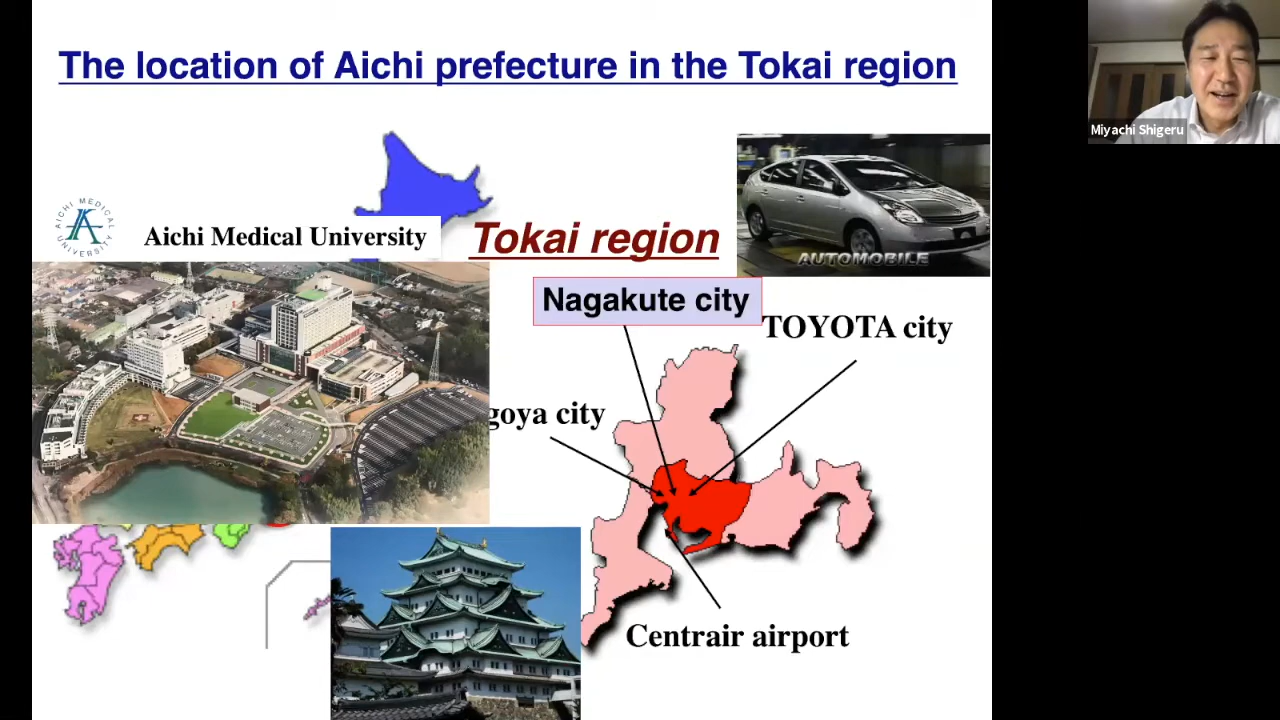 The location of Aichi prefecture in the Tokai region
Miyachi Shigeru
AICHI MEDICAL UNIVERSITY
Aichi Medical University
Tokai region
AUTOMOBILE
Nagakute city
TOYOTA city
goya city
Centrair airport